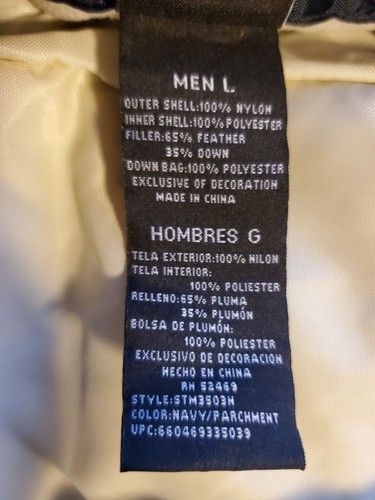 MEN L
OUTER SHELL:100% NYLON
INNER SHELL:100% POLYESTER
FILLER:65% FEATHER
35% DOWN
DOWN BAG:100% POLYESTER
EXCLUSIVE OF DECORATION
MADE IN CHINA
HOMBRES G
TELA EXTERIOR:100% NILON
TELA INTERIOR:
100% POLIESTER
RELLENO:65% PLUMA
35% PLUMÓN
BOLSA DE PLUMÓN:
100% POLIESTER
EXCLUSIVO DE DECORACION
HECHO EN CHINA
RN 52469
STYLE:STM3503N
COLOR:NAVY/PARCHMENT
UPC:660469335039